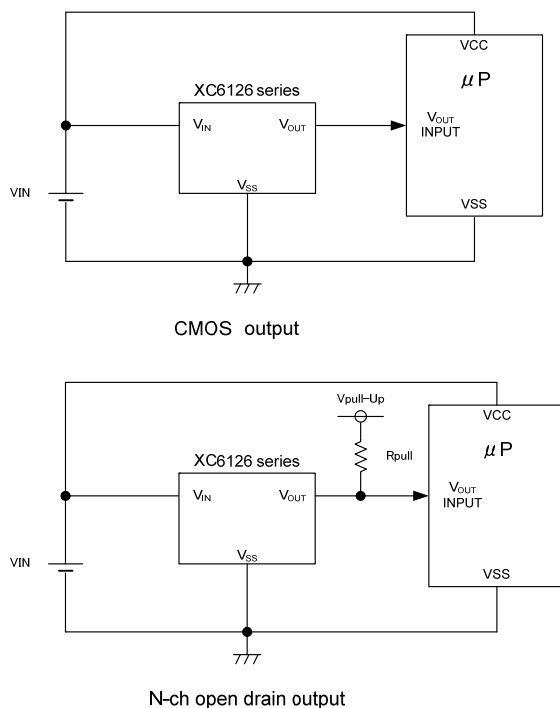 VCC
μP
XC6126 series
VIN
VOUT
VOUT
INPUT
VIN
VSS
VSS
CMOS output
Vpull-Up
VCC
XC6126 series
Rpull
μP
VIN
VOUT
VOUT
INPUT
VSS
VIN
VSS
N-ch open drain output